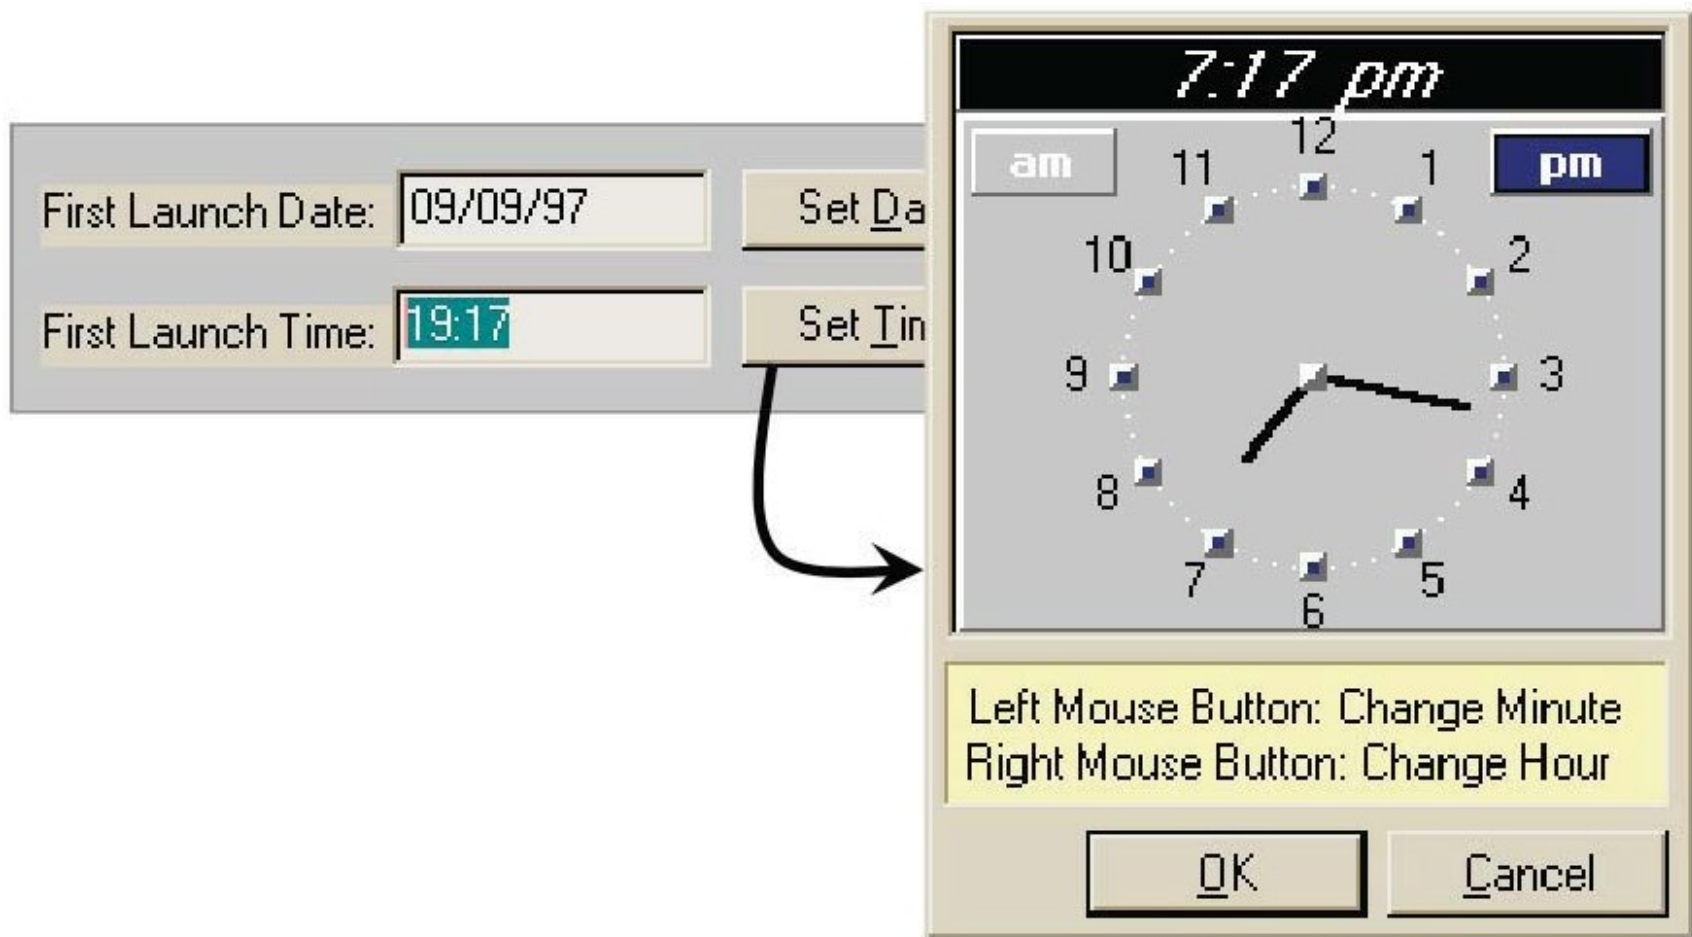 First Launch Date: 09/09/97 Set Da
First Launch Time: 19:17 Set Tim
7:17 pm
am
pm
12
11
1
10
2
9
3
8
4
7
5
6
Left Mouse Button: Change Minute
Right Mouse Button: Change Hour
OK
Cancel